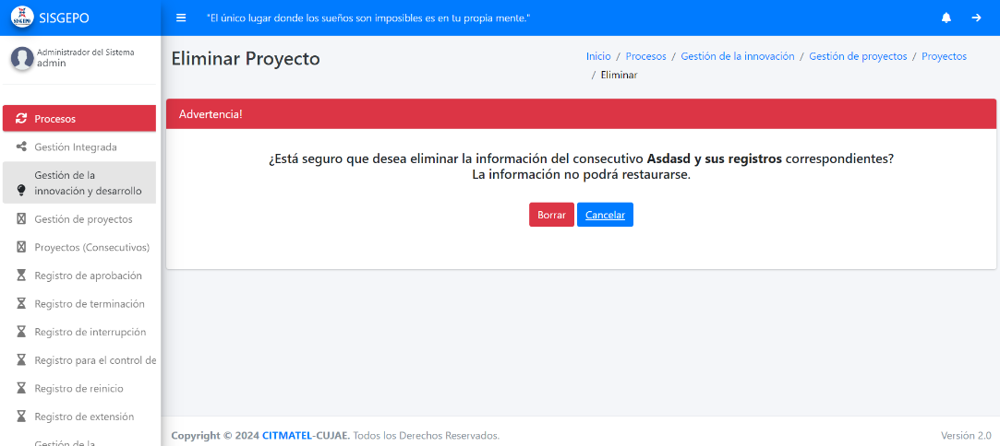 SISGEPO
"El único lugar donde los sueños son imposibles es en tu propia mente."
SISGEPO
Administrador del Sistema
admin
Procesos
Gestión Integrada
Gestión de la
innovación y desarrollo
Gestión de proyectos
Proyectos (Consecutivos)
Registro de aprobación
Registro de terminación
Registro de interrupción
Registro para el control de
Registro de reinicio
Registro de extensión
Gestión de la
Eliminar Proyecto
Inicio / Procesos / Gestión de la innovación / Gestión de proyectos / Proyectos
/ Eliminar
Advertencia!
¿Está seguro que desea eliminar la información del consecutivo Asdasd y sus registros correspondientes?
La información no podrá restaurarse.
Borrar Cancelar
Copyright © 2024 CITMATEL-CUJAE. Todos los Derechos Reservados. Versión 2.0